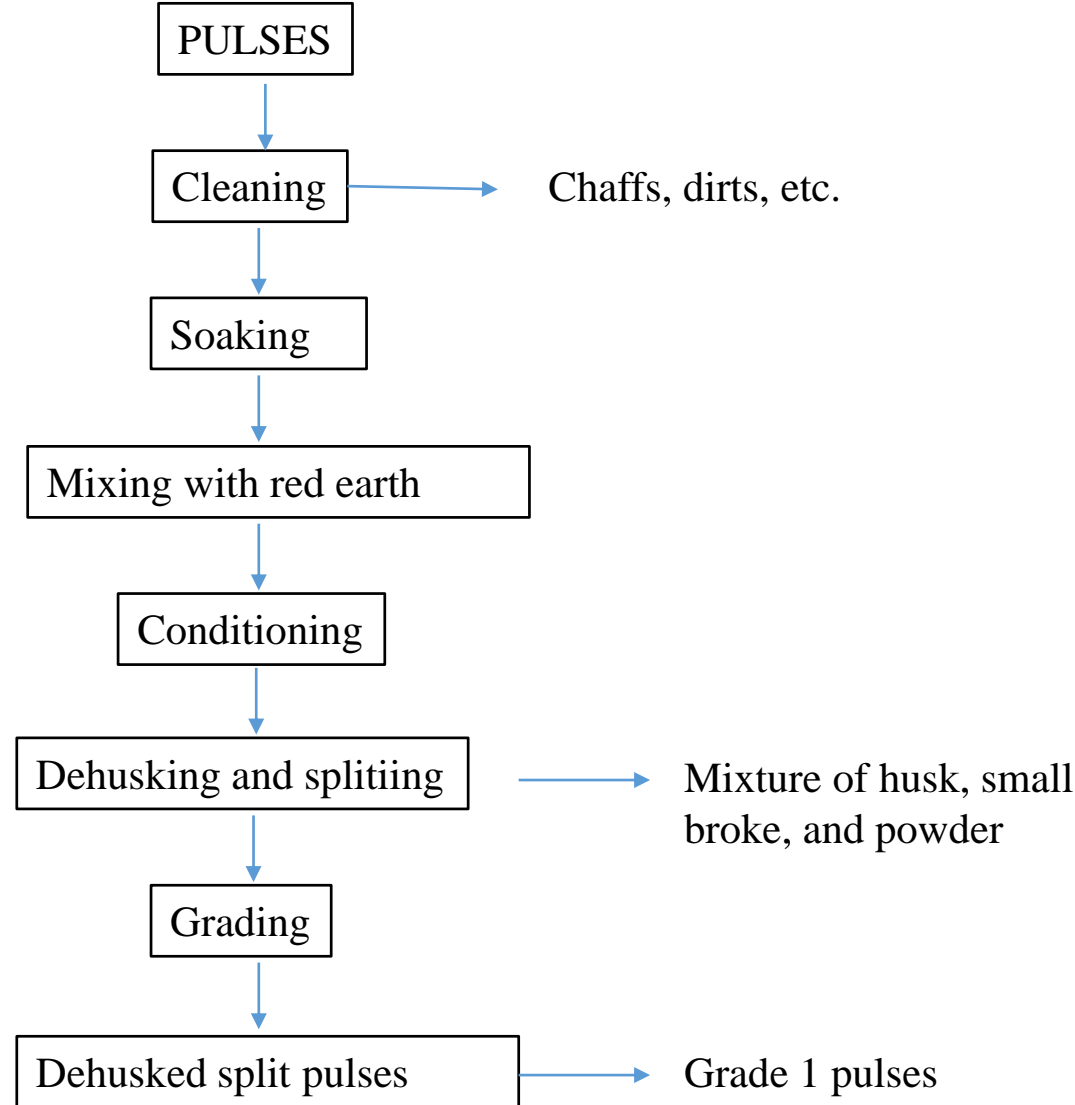 PULSES
Cleaning
Chaffs, dirts, etc.
Soaking
Mixing with red earth
Conditioning
Dehusking and splitiing
Mixture of husk, small
broke, and powder
Grading
Dehusked split pulses
Grade 1 pulses